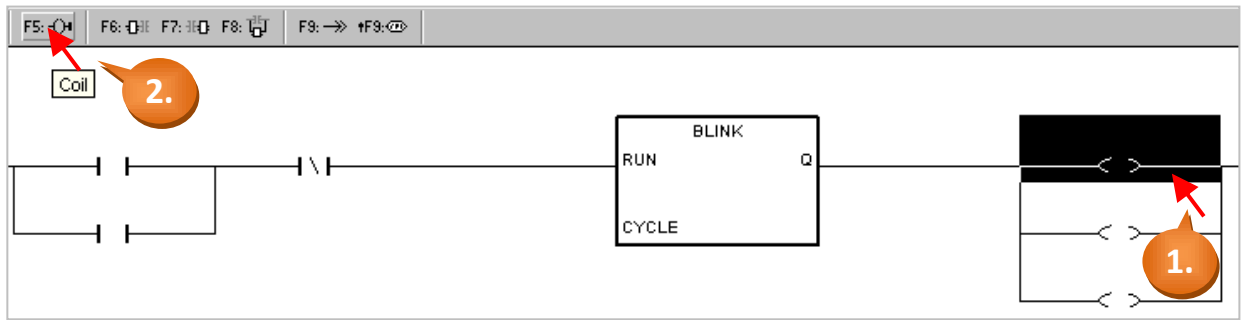 F5: F6: F7: F8: F9: F9:
Coil
2.
BLINK
RUN Q
CYCLE
1.